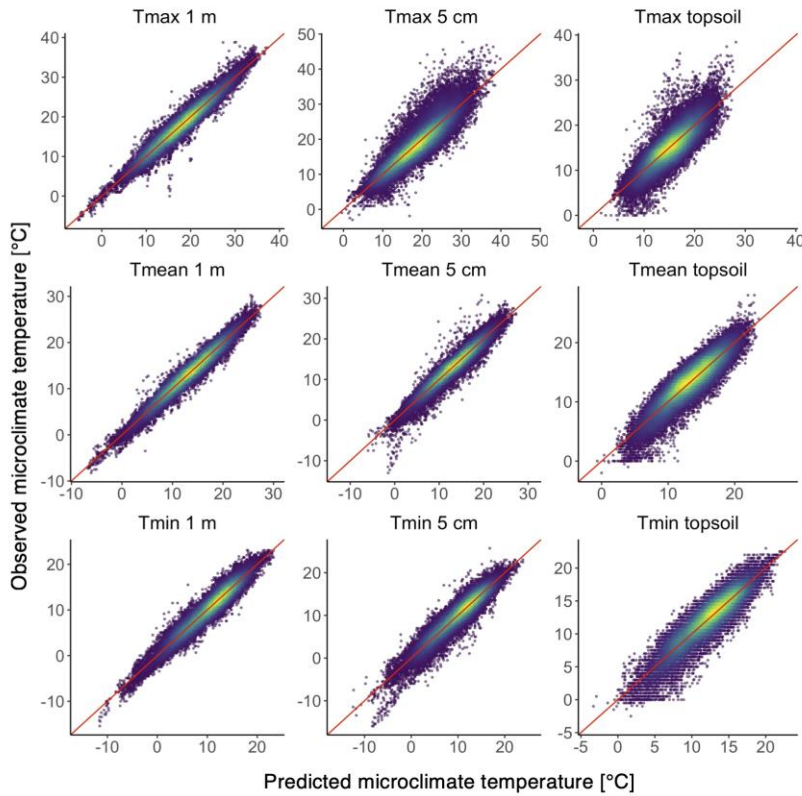 Tmax 1 m Tmax 5 cm Tmax topsoil
40 50 40
30 40 30
20 30 20
10 20 10
0 10 0
0
0 10 20 30 40 0 10 20 30 40 50 0 10 20 30 40
Tmean 1 m Tmean 5 cm Tmean topsoil
30 30
20 20 20
10 10 10
0 0
-10 -10 0
-10 0 10 20 30 -10 0 10 20 30 0 10 20
Tmin 1 m Tmin 5 cm Tmin topsoil
20 20 20
10 10 15
0 0 10
-10 -10 5
0
-5
-10 0 10 20 -10 0 10 20 -5 0 5 10 15 20
Observed microclimate temperature [°C]
Predicted microclimate temperature [°C]